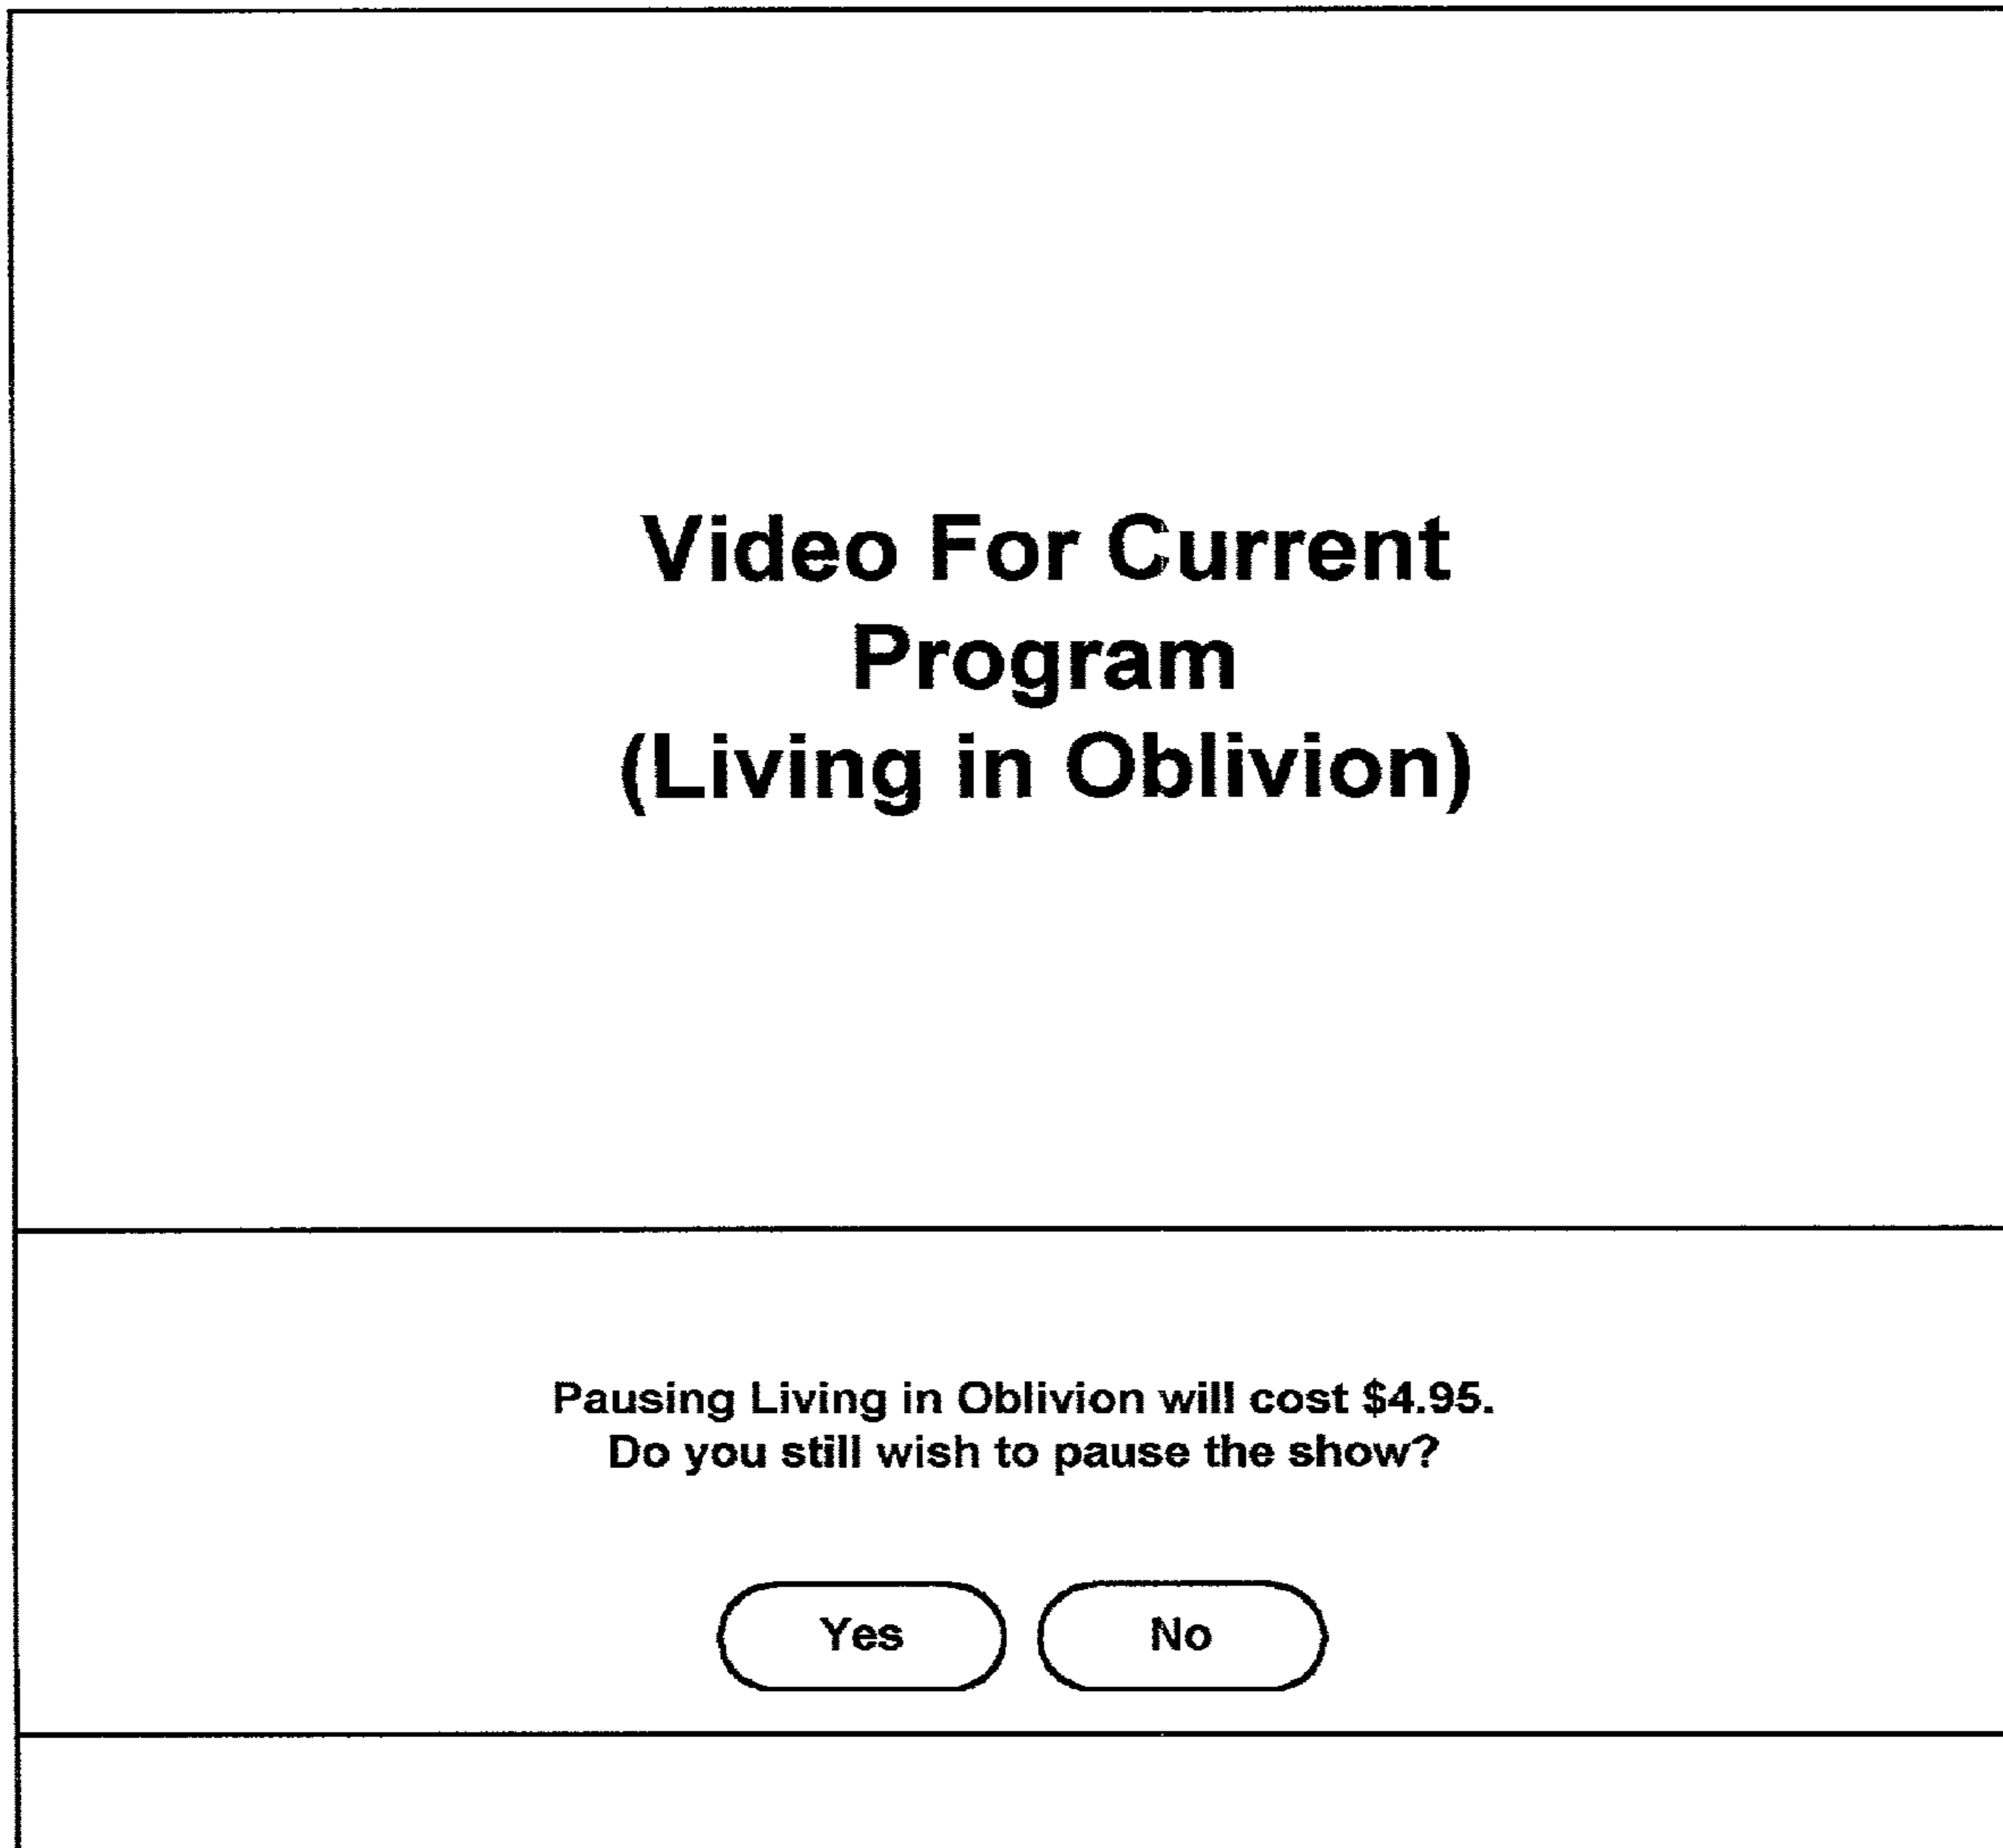 Video For Current
Program
(Living in Oblivion)
Pausing Living in Oblivion will cost $4.95.
Do you still wish to pause the show?
Yes No